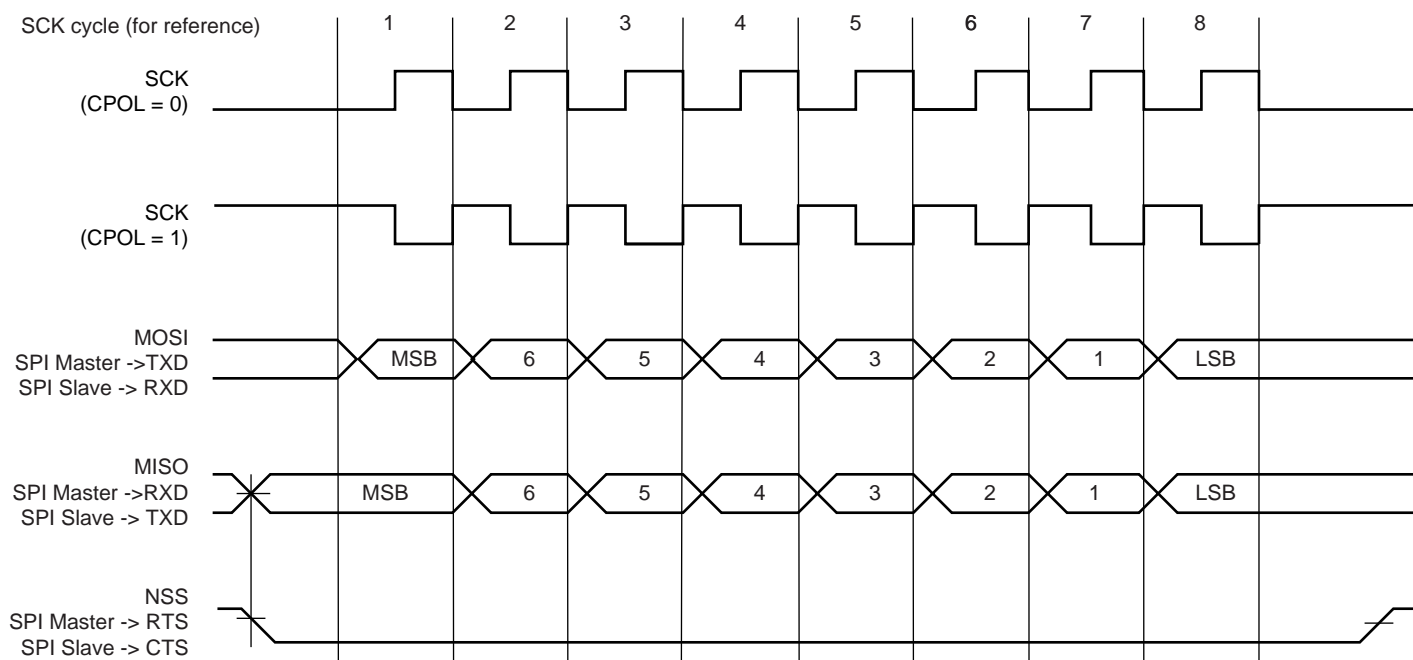 SCK cycle (for reference) 1 2 3 4 5 6 7 8
SCK
(CPOL = 0)
SCK
(CPOL = 1)
MOSI
SPI Master ->TXD
SPI Slave -> RXD
MSB 6 5 4 3 2 1 LSB
MISO
SPI Master ->RXD
SPI Slave -> TXD
MSB 6 5 4 3 2 1 LSB
NSS
SPI Master -> RTS
SPI Slave -> CTS